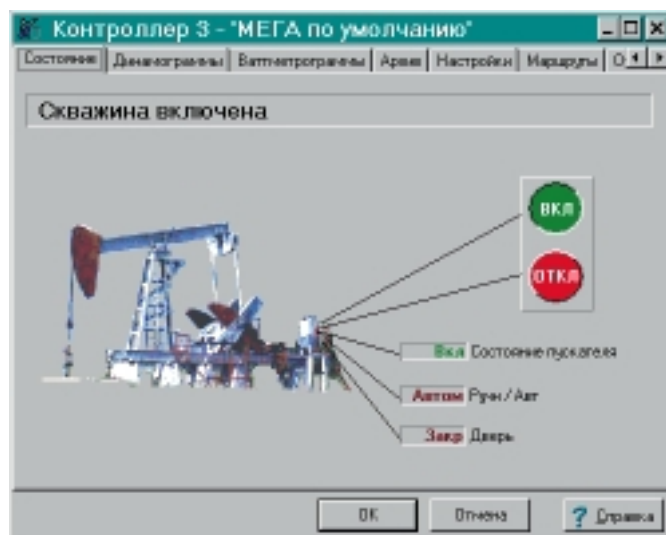 Контроллер 3 - "МЕГА по умолчанию"
Состояние Динамограммы Ваттметрограммы Архив Настройки Маршруты О
Скважина включена
ВКЛ
ОТКЛ
Вкл Состояние пускателя
Автом Ручн / Авт
Закр Дверь
OK Отмена ? Справка